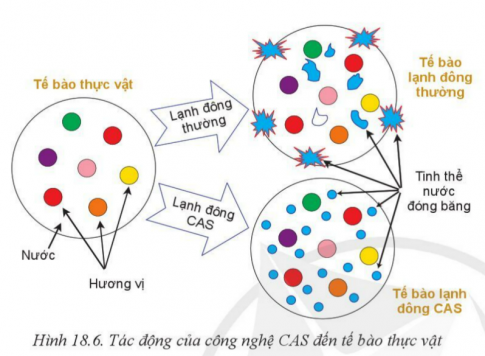 Tế bào thực vật
Nước
Hương vị
Lạnh đông
thường
Lạnh đông
CAS
Tế bào
lạnh đông
thường
Tinh thể
nước
đóng băng
Tế bào lạnh
đông CAS
Hình 18.6. Tác động của công nghệ CAS đến tế bào thực vật